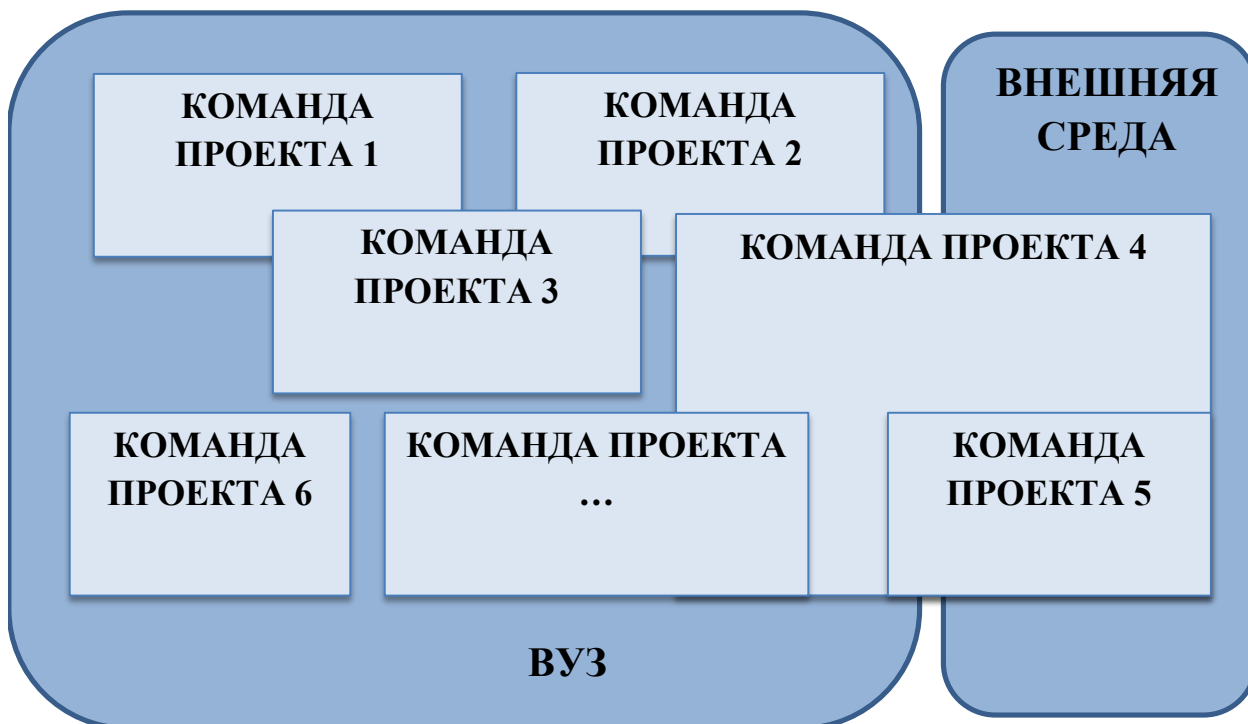 КОМАНДА
ПРОЕКТА 1
КОМАНДА
ПРОЕКТА 2
ВНЕШНЯЯ
СРЕДА
КОМАНДА
ПРОЕКТА 3
КОМАНДА ПРОЕКТА 4
КОМАНДА
ПРОЕКТА 6
КОМАНДА ПРОЕКТА
...
КОМАНДА
ПРОЕКТА 5
ВУЗ